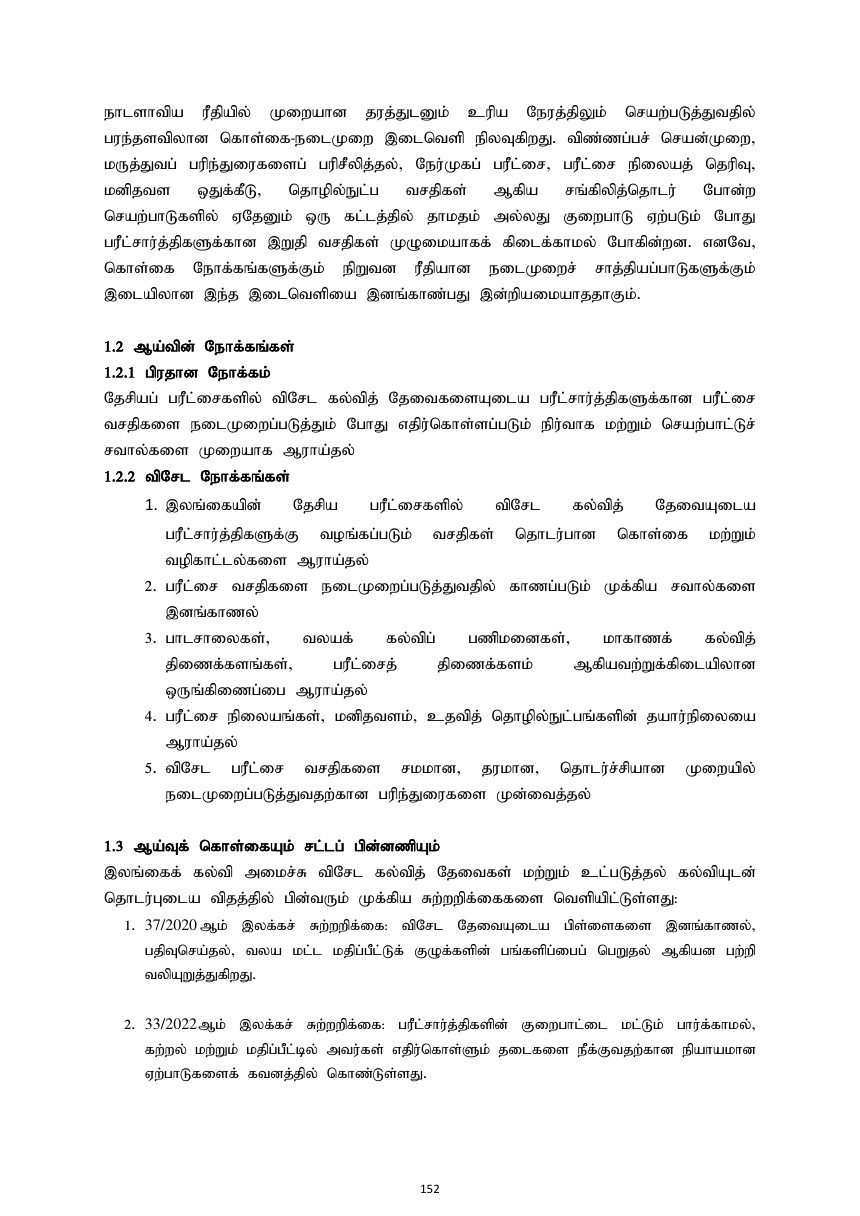 நாடளாவிய ரீதியில் முறையான தரத்துடனும் உரிய நேரத்திலும் செயற்படுத்துவதில்
பரந்தளவிலான கொள்கை-நடைமுறை இடைவெளி நிலவுகிறது. விண்ணப்பச் செயன்முறை,
மருத்துவப் பரிந்துரைகளைப் பரிசீலித்தல், நேர்முகப் பரீட்சை, பரீட்சை நிலையத் தெரிவு,
மனிதவள ஒதுக்கீடு, தொழில்நுட்ப வசதிகள் ஆகிய சங்கிலித்தொடர் போன்ற
செயற்பாடுகளில் ஏதேனும் ஒரு கட்டத்தில் தாமதம் அல்லது குறைபாடு ஏற்படும் போது
பரீட்சார்த்திகளுக்கான இறுதி வசதிகள் முழுமையாகக் கிடைக்காமல் போகின்றன. எனவே,
கொள்கை நோக்கங்களுக்கும் நிறுவன ரீதியான நடைமுறைச் சாத்தியப்பாடுகளுக்கும்
இடையிலான இந்த இடைவெளியை இனங்காண்பது இன்றியமையாததாகும்.
1.2 ஆய்வின் நோக்கங்கள்
1.2.1 பிரதான நோக்கம்
தேசியப் பரீட்சைகளில் விசேட கல்வித் தேவைகளையுடைய பரீட்சார்த்திகளுக்கான பரீட்சை
வசதிகளை நடைமுறைப்படுத்தும் போது எதிர்கொள்ளப்படும் நிர்வாக மற்றும் செயற்பாட்டுச்
சவால்களை முறையாக ஆராய்தல்
1.2.2 விசேட நோக்கங்கள்
1. இலங்கையின் தேசிய பரீட்சைகளில் விசேட கல்வித் தேவையுடைய
பரீட்சார்த்திகளுக்கு வழங்கப்படும் வசதிகள் தொடர்பான கொள்கை மற்றும்
வழிகாட்டல்களை ஆராய்தல்
2. பரீட்சை வசதிகளை நடைமுறைப்படுத்துவதில் காணப்படும் முக்கிய சவால்களை
இனங்காணல்
3. பாடசாலைகள், வலயக் கல்விப் பணிமனைகள், மாகாணக் கல்வித்
திணைக்களங்கள், பரீட்சைத் திணைக்களம் ஆகியவற்றுக்கிடையிலான
ஒருங்கிணைப்பை ஆராய்தல்
4. பரீட்சை நிலையங்கள், மனிதவளம், உதவித் தொழில்நுட்பங்களின் தயார்நிலையை
ஆராய்தல்
5. விசேட பரீட்சை வசதிகளை சமமான, தரமான, தொடர்ச்சியான முறையில்
நடைமுறைப்படுத்துவதற்கான பரிந்துரைகளை முன்வைத்தல்
1.3 ஆய்வுக் கொள்கையும் சட்டப் பின்னணியும்
இலங்கைக் கல்வி அமைச்சு விசேட கல்வித் தேவைகள் மற்றும் உட்படுத்தல் கல்வியுடன்
தொடர்புடைய விதத்தில் பின்வரும் முக்கிய சுற்றறிக்கைகளை வெளியிட்டுள்ளது:
1. 37/2020 ஆம் இலக்கச் சுற்றறிக்கை: விசேட தேவையுடைய பிள்ளைகளை இனங்காணல்,
பதிவுசெய்தல், வலய மட்ட மதிப்பீட்டுக் குழுக்களின் பங்களிப்பைப் பெறுதல் ஆகியன பற்றி
வலியுறுத்துகிறது.
2. 33/2022ஆம் இலக்கச் சுற்றறிக்கை: பரீட்சார்த்திகளின் குறைபாட்டை மட்டும் பார்க்காமல்,
கற்றல் மற்றும் மதிப்பீட்டில் அவர்கள் எதிர்கொள்ளும் தடைகளை நீக்குவதற்கான நியாயமான
ஏற்பாடுகளைக் கவனத்தில் கொண்டுள்ளது.
152